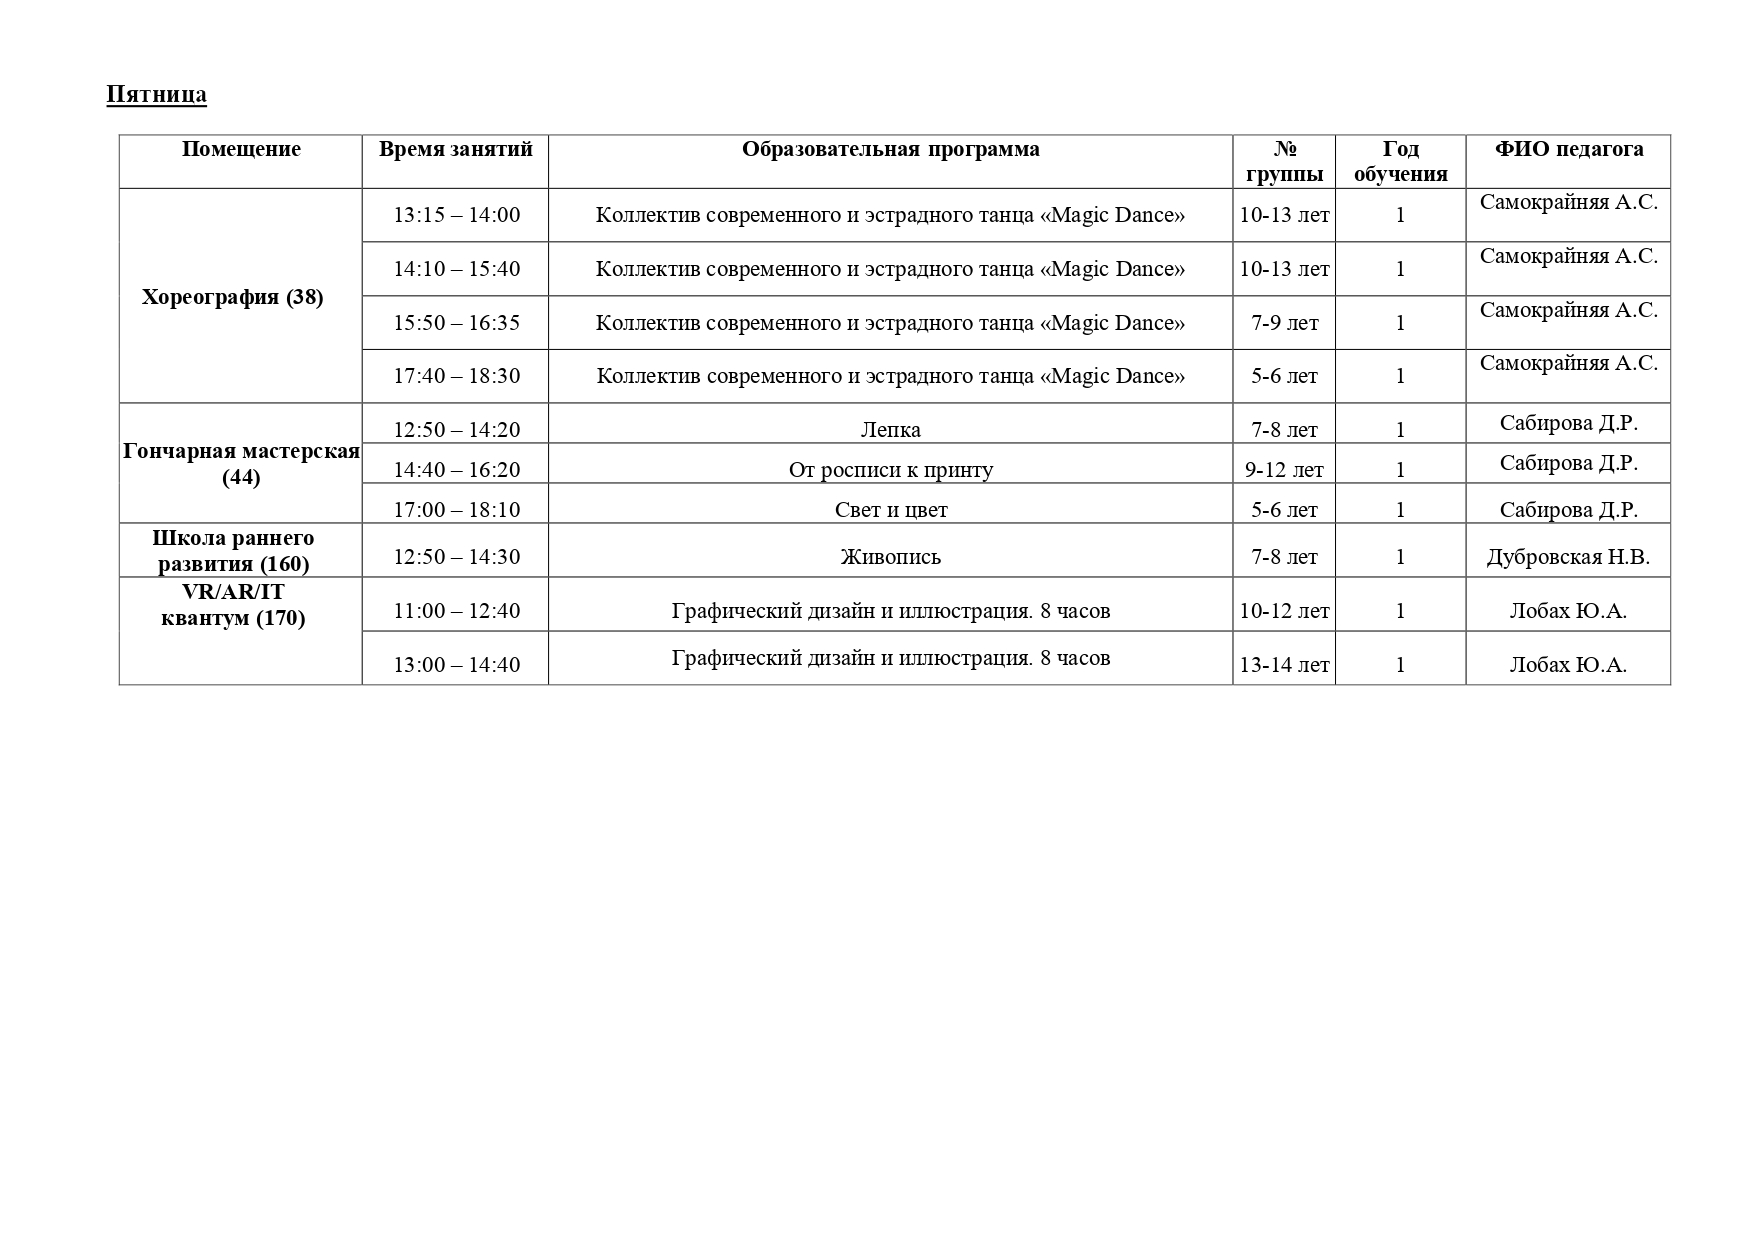 Пятница
Помещение Время занятий Образовательная программа № группы Год обучения ФИО педагога
Хореография (38)
13:15 – 14:00 Коллектив современного и эстрадного танца «Magic Dance» 10-13 лет 1 Самокрайняя А.С.
14:10 – 15:40 Коллектив современного и эстрадного танца «Magic Dance» 10-13 лет 1 Самокрайняя А.С.
15:50 – 16:35 Коллектив современного и эстрадного танца «Magic Dance» 7-9 лет 1 Самокрайняя А.С.
17:40 – 18:30 Коллектив современного и эстрадного танца «Magic Dance» 5-6 лет 1 Самокрайняя А.С.
Гончарная мастерская
(44)
12:50 – 14:20 Лепка 7-8 лет 1 Сабирова Д.Р.
14:40 – 16:20 От росписи к принту 9-12 лет 1 Сабирова Д.Р.
17:00 – 18:10 Свет и цвет 5-6 лет 1 Сабирова Д.Р.
Школа раннего
развития (160)
12:50 – 14:30 Живопись 7-8 лет 1 Дубровская Н.В.
VR/AR/IT
квантум (170)
11:00 – 12:40 Графический дизайн и иллюстрация. 8 часов 10-12 лет 1 Лобах Ю.А.
13:00 – 14:40 Графический дизайн и иллюстрация. 8 часов 13-14 лет 1 Лобах Ю.А.